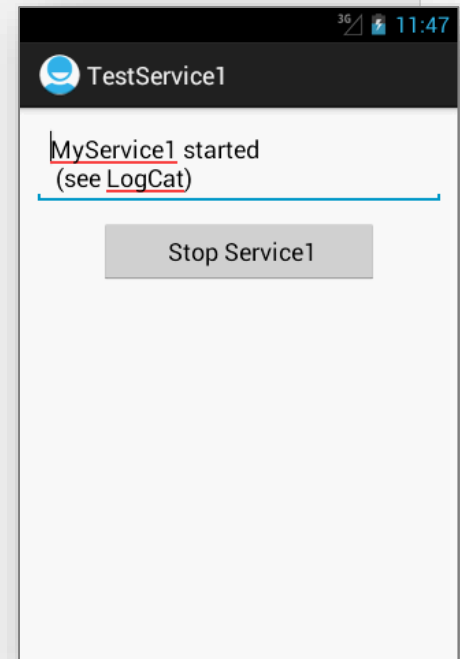 3G 11:47
TestService1
MyService1 started
(see LogCat)
Stop Service1